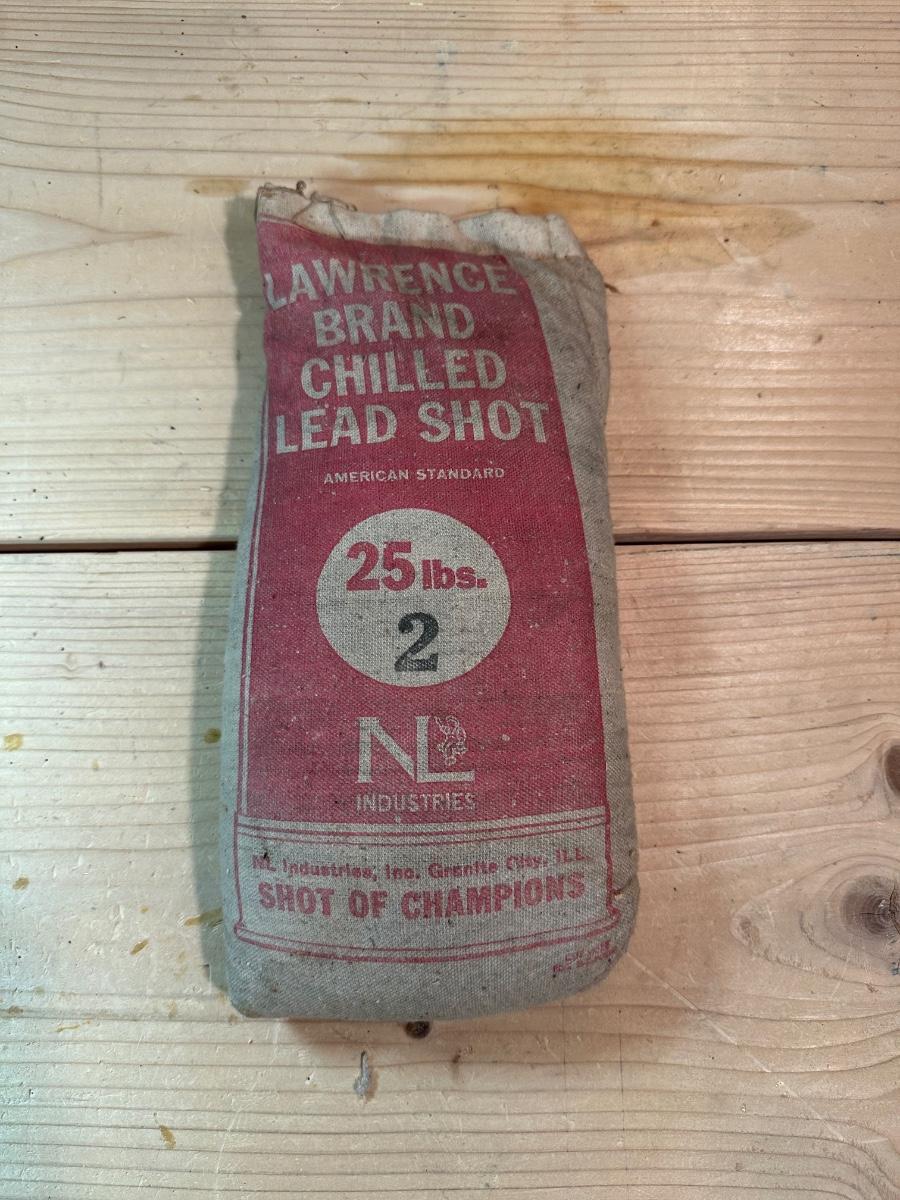 LAWRENCE
BRAND
CHILLED
LEAD SHOT
AMERICAN STANDARD
25 lbs.
2
NL
INDUSTRIES
NL Industries, Inc. Granite City, ILL.
SHOT OF CHAMPIONS